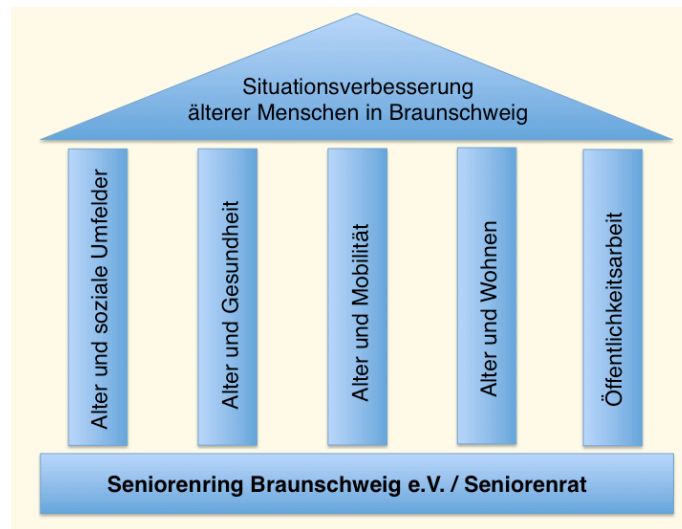 Situationsverbesserung
älterer Menschen in Braunschweig
Alter und soziale Umfelder
Alter und Gesundheit
Alter und Mobilität
Alter und Wohnen
Öffentlichkeitsarbeit
Seniorenring Braunschweig e.V. / Seniorenrat